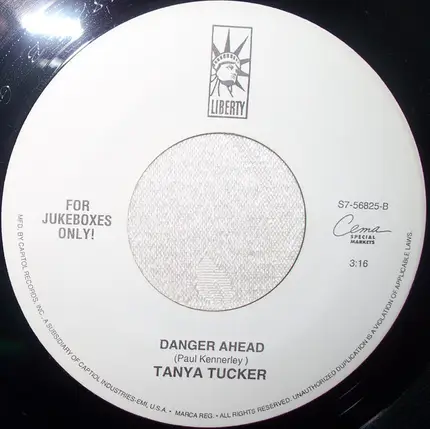 LIBERTY
FOR
JUKEBOXES
ONLY!
S7-56825-B
Cema
SPECIAL
MARKETS
3:16
DANGER AHEAD
(Paul Kennerley)
TANYA TUCKER
MFD. BY CAPITOL RECORDS, INC., A SUBSIDIARY OF CAPITOL INDUSTRIES-EMI, U.S.A. • MARCA REG. • ALL RIGHTS RESERVED. UNAUTHORIZED DUPLICATION IS A VIOLATION OF APPLICABLE LAWS.